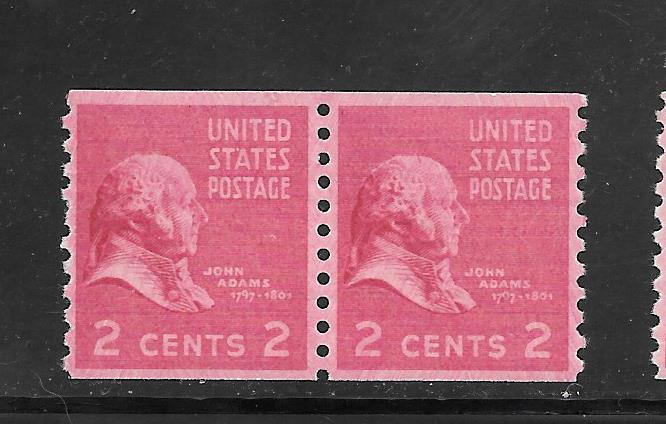 UNITED
STATES
POSTAGE
JOHN
ADAMS
1797-1801
2 CENTS 2
UNITED
STATES
POSTAGE
JOHN
ADAMS
1797-1801
2 CENTS 2